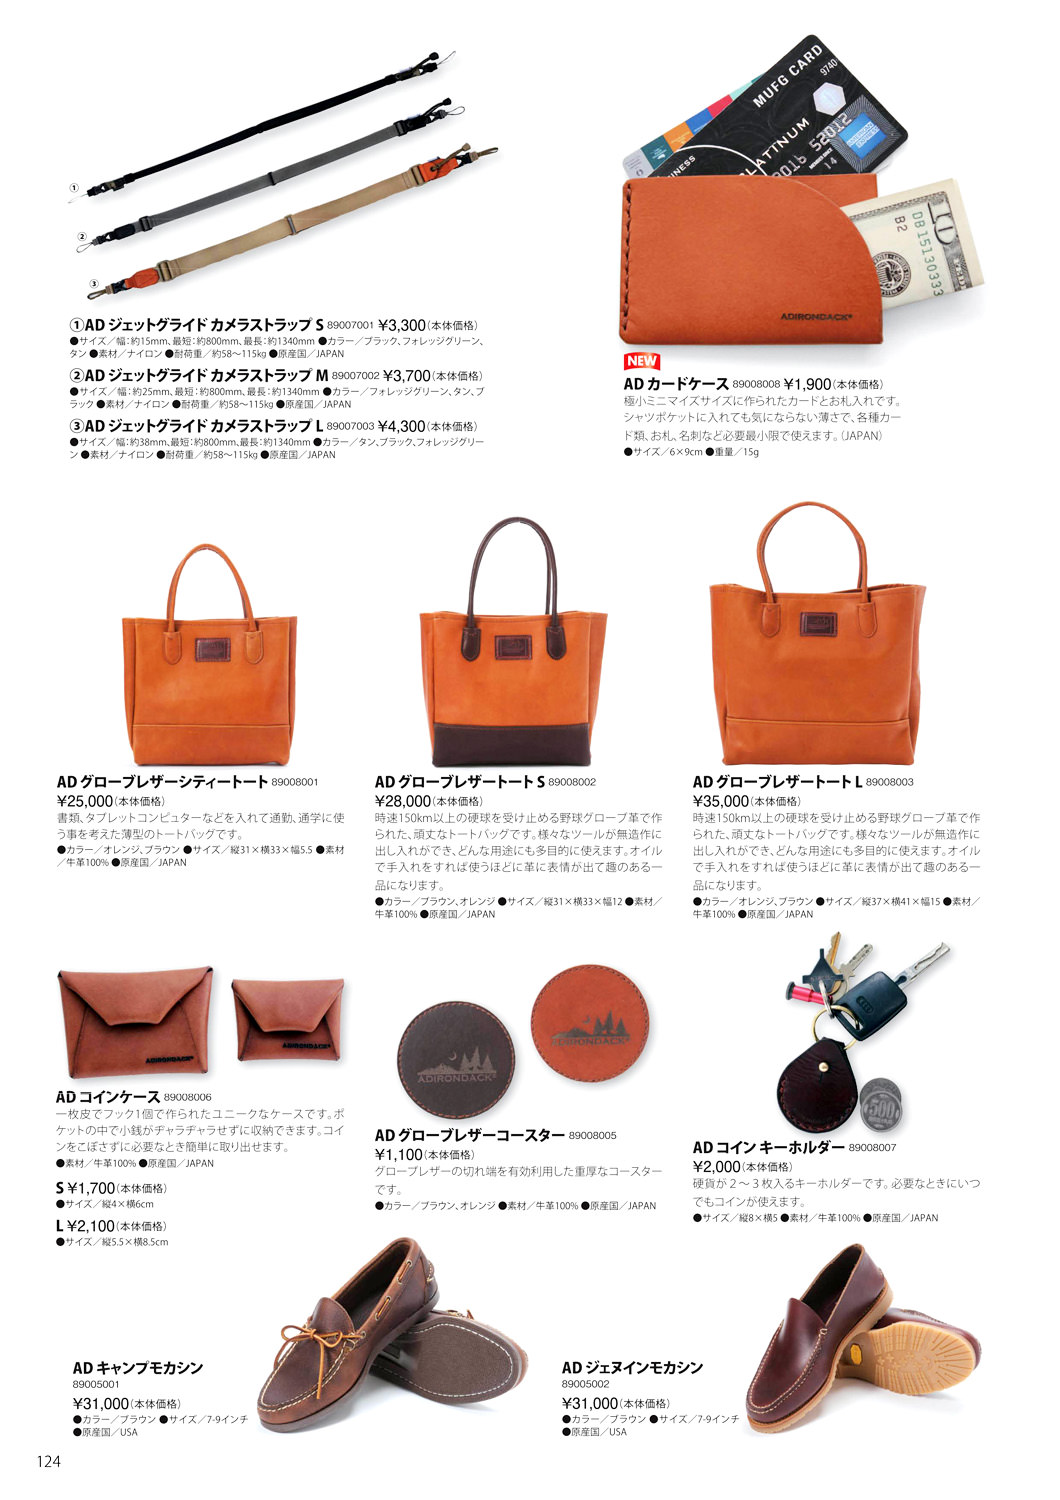 ①
②
③
MUFG CARD
9740
PLATINUM
AMERICAN EXPRESS
ADIRONDACK®
①AD ジェットグライド カメラストラップ S 89007001 ¥3,300(本体価格)
●サイズ／幅：約15mm、最短：約800mm、最長：約1340mm ●カラー／ブラック、フォレッジグリーン、
タン ●素材／ナイロン ●耐荷重／約58〜115kg ●原産国／JAPAN
②AD ジェットグライド カメラストラップ M 89007002 ¥3,700(本体価格)
●サイズ／幅：約25mm、最短：約800mm、最長：約1340mm ●カラー／フォレッジグリーン、タン、ブ
ラック ●素材／ナイロン ●耐荷重／約58〜115kg ●原産国／JAPAN
③AD ジェットグライド カメラストラップ L 89007003 ¥4,300(本体価格)
●サイズ／幅：約38mm、最短：約800mm、最長：約1340mm ●カラー／タン、ブラック、フォレッジグリー
ン ●素材／ナイロン ●耐荷重／約58〜115kg ●原産国／JAPAN
NEW
AD カードケース 89008008 ¥1,900(本体価格)
極小ミニマイズサイズに作られたカードとお札入れです。
シャツポケットに入れても気にならない薄さで、各種カー
ド類、お札、名刺など必要最小限で使えます。（JAPAN）
●サイズ／6×9cm ●重量／15g
AD グローブレザーシティートート 89008001
¥25,000(本体価格)
書類、タブレットコンピュターなどを入れて通勤、通学に使
う事を考えた薄型のトートバッグです。
●カラー／オレンジ、ブラウン ●サイズ／縦31×横33×幅5.5 ●素材
／牛革100% ●原産国／JAPAN
AD グローブレザートート S 89008002
¥28,000(本体価格)
時速150km以上の硬球を受け止める野球グローブ革で作
られた、頑丈なトートバッグです。様々なツールが無造作に
出し入れができ、どんな用途にも多目的に使えます。オイル
で手入れをすれば使うほどに革に表情が出て趣のある一
品になります。
●カラー／ブラウン、オレンジ ●サイズ／縦31×横33×幅12 ●素材／
牛革100% ●原産国／JAPAN
AD グローブレザートート L 89008003
¥35,000(本体価格)
時速150km以上の硬球を受け止める野球グローブ革で作
られた、頑丈なトートバッグです。様々なツールが無造作に
出し入れができ、どんな用途にも多目的に使えます。オイル
で手入れをすれば使うほどに革に表情が出て趣のある一
品になります。
●カラー／オレンジ、ブラウン ●サイズ／縦37×横41×幅15 ●素材／
牛革100% ●原産国／JAPAN
ADIRONDACK®
ADIRONDACK®
AD コインケース 89008006
一枚皮でフック1個で作られたユニークなケースです。ポ
ケットの中で小銭がヂャラヂャラせずに収納できます。コイ
ンをこぼさずに必要なとき簡単に取り出せます。
●素材／牛革100% ●原産国／JAPAN
S ¥1,700(本体価格)
●サイズ／縦4×横6cm
L ¥2,100(本体価格)
●サイズ／縦5.5×横8.5cm
ADIRONDACK®
ADIRONDACK®
AD グローブレザーコースター 89008005
¥1,100(本体価格)
グローブレザーの切れ端を有効利用した重厚なコースター
です。
●カラー／ブラウン、オレンジ ●素材／牛革100% ●原産国／JAPAN
500
AD コイン キーホルダー 89008007
¥2,000(本体価格)
硬貨が２〜３枚入るキーホルダーです。必要なときにいつ
でもコインが使えます。
●サイズ／縦8×横5 ●素材／牛革100% ●原産国／JAPAN
AD キャンプモカシン
89005001
¥31,000(本体価格)
●カラー／ブラウン ●サイズ／7-9インチ
●原産国／USA
AD ジェヌインモカシン
89005002
¥31,000(本体価格)
●カラー／ブラウン ●サイズ／7-9インチ
●原産国／USA
124